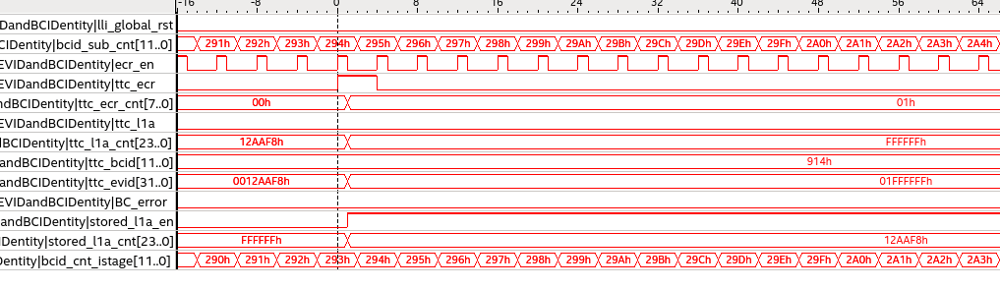 -16 -8 0 8 16 24 32 40 48 56 64
DandBCIDentity|lli_global_rst
CIDentity|bcid_sub_cnt[11..0] 291h 292h 293h 294h 295h 296h 297h 298h 299h 29Ah 29Bh 29Ch 29Dh 29Eh 29Fh 2A0h 2A1h 2A2h 2A3h 2A4h
EVIDandBCIDentity|ecr_en
EVIDandBCIDentity|ttc_ecr
ndBCIDentity|ttc_ecr_cnt[7..0] 00h 01h
EVIDandBCIDentity|ttc_l1a
dBCIDentity|ttc_l1a_cnt[23..0] 12AAF8h FFFFFFh
andBCIDentity|ttc_bcid[11..0] 914h
andBCIDentity|ttc_evid[31..0] 0012AAF8h 01FFFFFFh
EVIDandBCIDentity|BC_error
andBCIDentity|stored_l1a_en
IDentity|stored_l1a_cnt[23..0] FFFFFFh 12AAF8h
Dentity|bcid_cnt_istage[11..0] 290h 291h 292h 293h 294h 295h 296h 297h 298h 299h 29Ah 29Bh 29Ch 29Dh 29Eh 29Fh 2A0h 2A1h 2A2h 2A3h